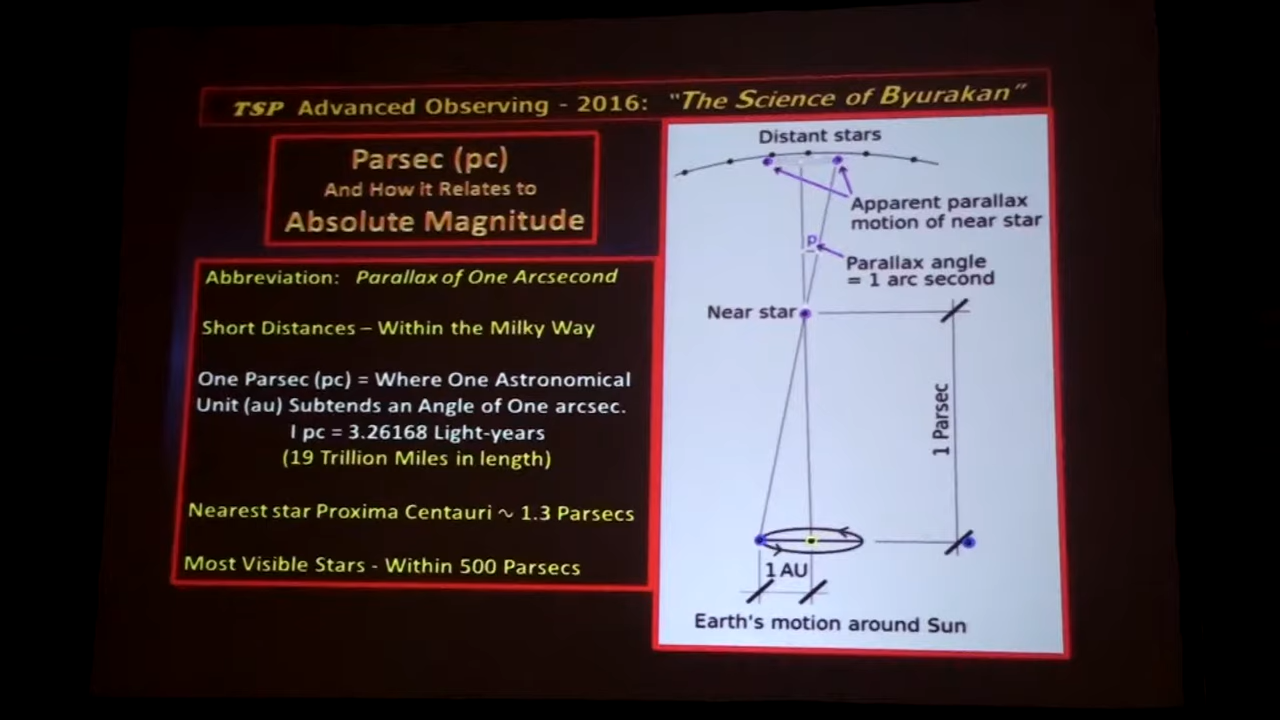 TSP Advanced Observing - 2016: "The Science of Byurakan"
Parsec (pc)
And How it Relates to
Absolute Magnitude
Abbreviation: Parallax of One Arcsecond
Short Distances – Within the Milky Way
One Parsec (pc) = Where One Astronomical
Unit (au) Subtends an Angle of One arcsec.
1 pc = 3.26168 Light-years
(19 Trillion Miles in length)
Nearest star Proxima Centauri ~ 1.3 Parsecs
Most Visible Stars - Within 500 Parsecs
Distant stars
Apparent parallax
motion of near star
p
Parallax angle
= 1 arc second
Near star
1 Parsec
1 AU
Earth's motion around Sun